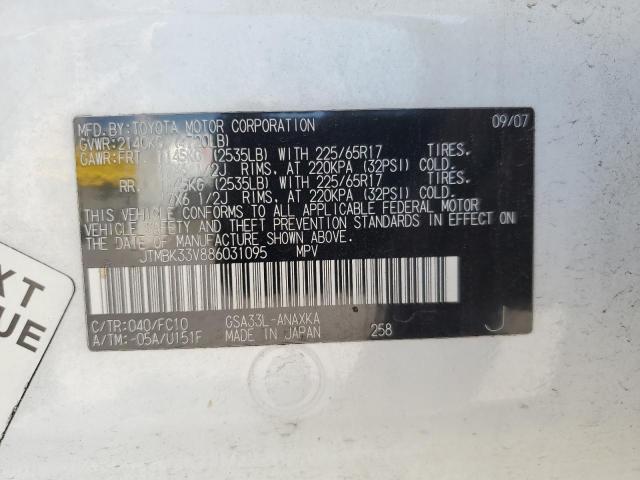 MFD.BY:TOYOTA MOTOR CORPORATION 09/07
GVWR:2140KG
GAWR:FRT. 1145KG (2535LB) WITH 225/65R17 TIRES.
RIMS, AT 220KPA (32PSI) COLD.
RR. (2535LB) WITH 225/65R17 TIRES.
17X6 1/2J RIMS, AT 220KPA (32PSI) COLD.
THIS VEHICLE CONFORMS TO ALL APPLICABLE FEDERAL MOTOR
VEHICLE SAFETY AND THEFT PREVENTION STANDARDS IN EFFECT ON
THE DATE OF MANUFACTURE SHOWN ABOVE.
JTMBK33V886031095 MPV
C/TR:040/FC10 GSA33L-ANAXKA
A/TM:-05A/U151F MADE IN JAPAN 258 J
XT
UE